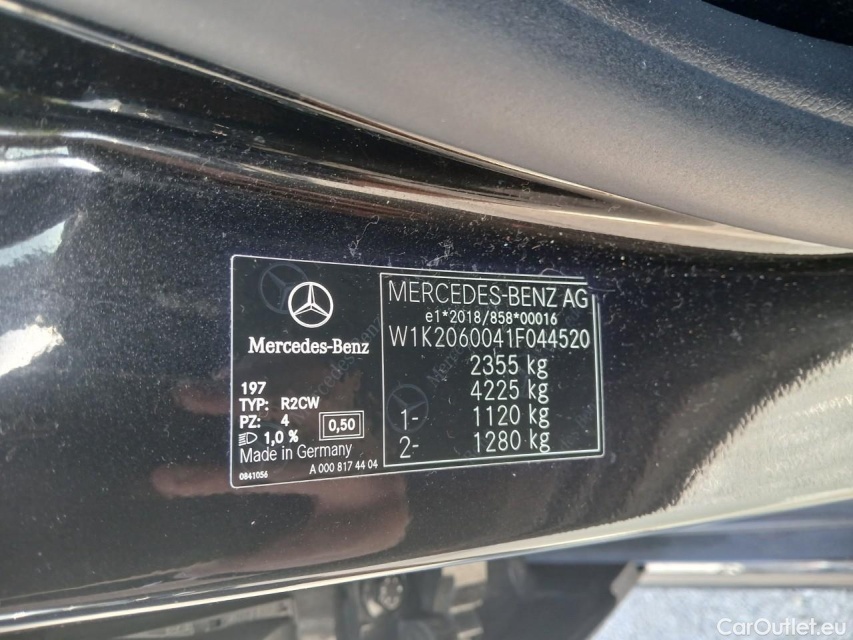 MERCEDES-BENZ AG
e1*2018/858*00016
W1K2060041F044520
2355 kg
4225 kg
1- 1120 kg
2- 1280 kg
Mercedes-Benz
197
TYP: R2CW
PZ: 4 0,50
1,0 %
Made in Germany
0841056 A 000 817 44 04
CarOutlet.eu